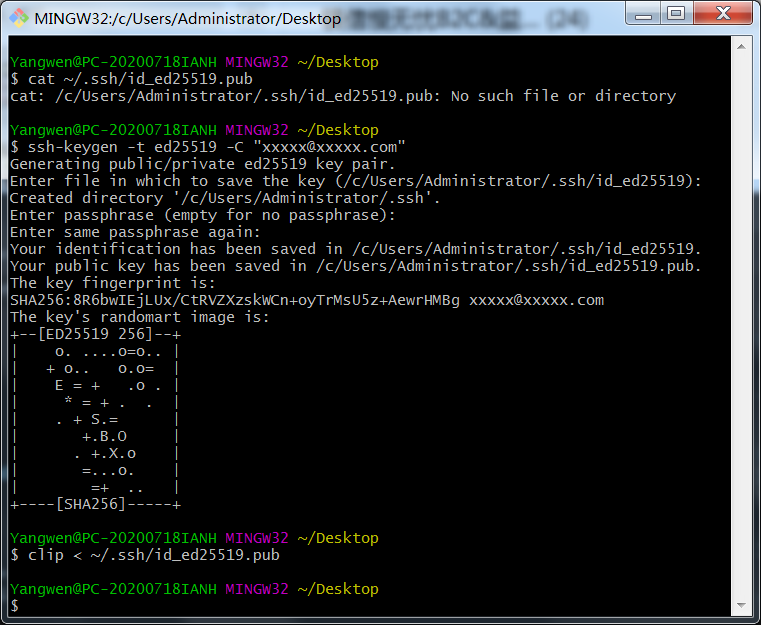 MINGW32:/c/Users/Administrator/Desktop
Yangwen@PC-20200718IANH MINGW32 ~/Desktop
$ cat ~/.ssh/id_ed25519.pub
cat: /c/Users/Administrator/.ssh/id_ed25519.pub: No such file or directory
Yangwen@PC-20200718IANH MINGW32 ~/Desktop
$ ssh-keygen -t ed25519 -C "xxxxx@xxxxx.com"
Generating public/private ed25519 key pair.
Enter file in which to save the key (/c/Users/Administrator/.ssh/id_ed25519):
Created directory '/c/Users/Administrator/.ssh'.
Enter passphrase (empty for no passphrase):
Enter same passphrase again:
Your identification has been saved in /c/Users/Administrator/.ssh/id_ed25519.
Your public key has been saved in /c/Users/Administrator/.ssh/id_ed25519.pub.
The key fingerprint is:
SHA256:8R6bwIEjLUx/CtRVZXzskWCn+oyTrMsU5z+AewrHMBg xxxxx@xxxxx.com
The key's randomart image is:
+--[ED25519 256]--+
|    o. ....o=o.. |
|   + o..   o.o=  |
|    E = +   .o . |
|     * = + .  .  |
|    . + S.=      |
|       +.B.O     |
|      . +.X.o    |
|       =...o.    |
|        =+  ..   |
+----[SHA256]-----+
Yangwen@PC-20200718IANH MINGW32 ~/Desktop
$ clip < ~/.ssh/id_ed25519.pub
Yangwen@PC-20200718IANH MINGW32 ~/Desktop
$